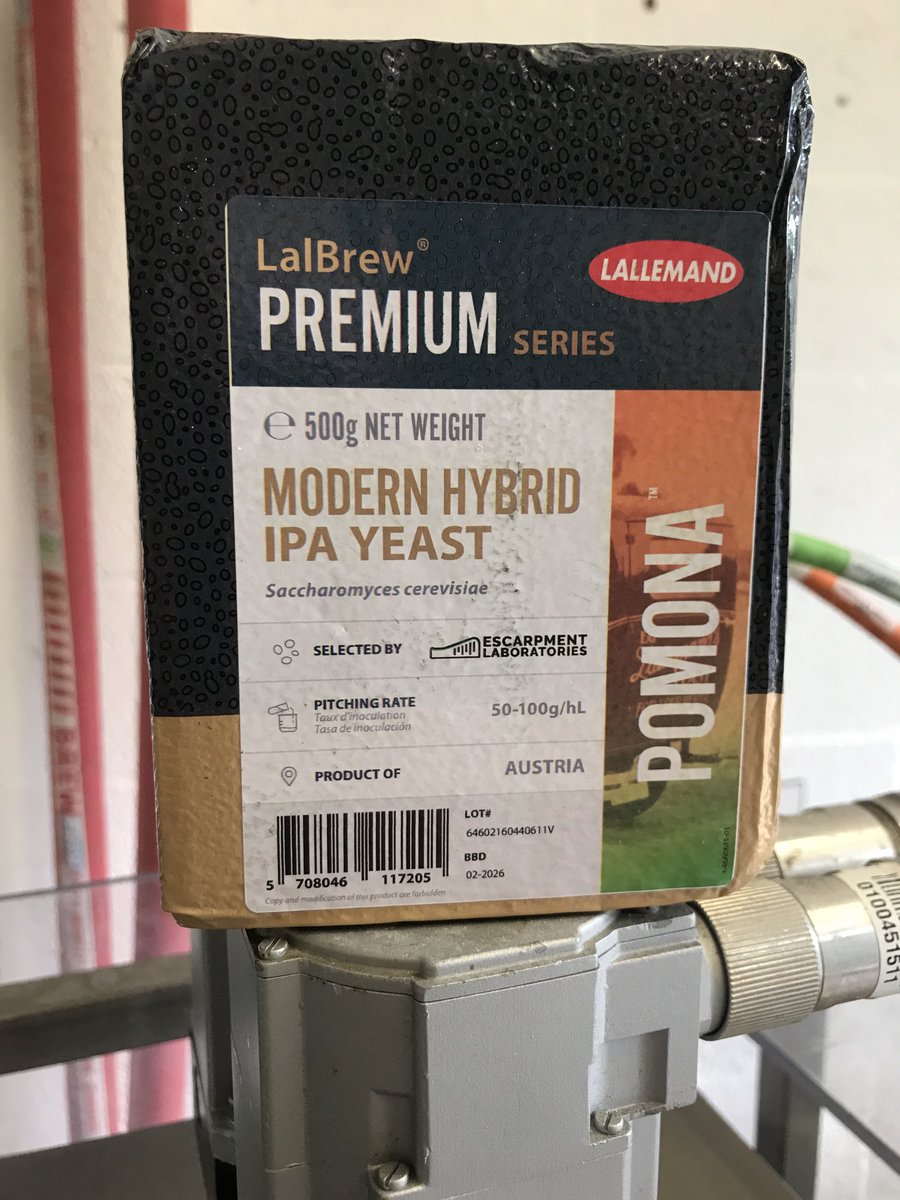 LalBrew®
PREMIUM SERIES
LALLEMAND
℮ 500g NET WEIGHT
MODERN HYBRID
IPA YEAST
Saccharomyces cerevisiae
SELECTED BY
ESCARPMENT
LABORATORIES
PITCHING RATE
Taux d'inoculation
Tasa de inoculación
50-100g/hL
PRODUCT OF
AUSTRIA
POMONA™
LOT#
64602160440611V
BBD
02-2026
5 708046 117205
Copy and modification of this product are forbidden
0100451511